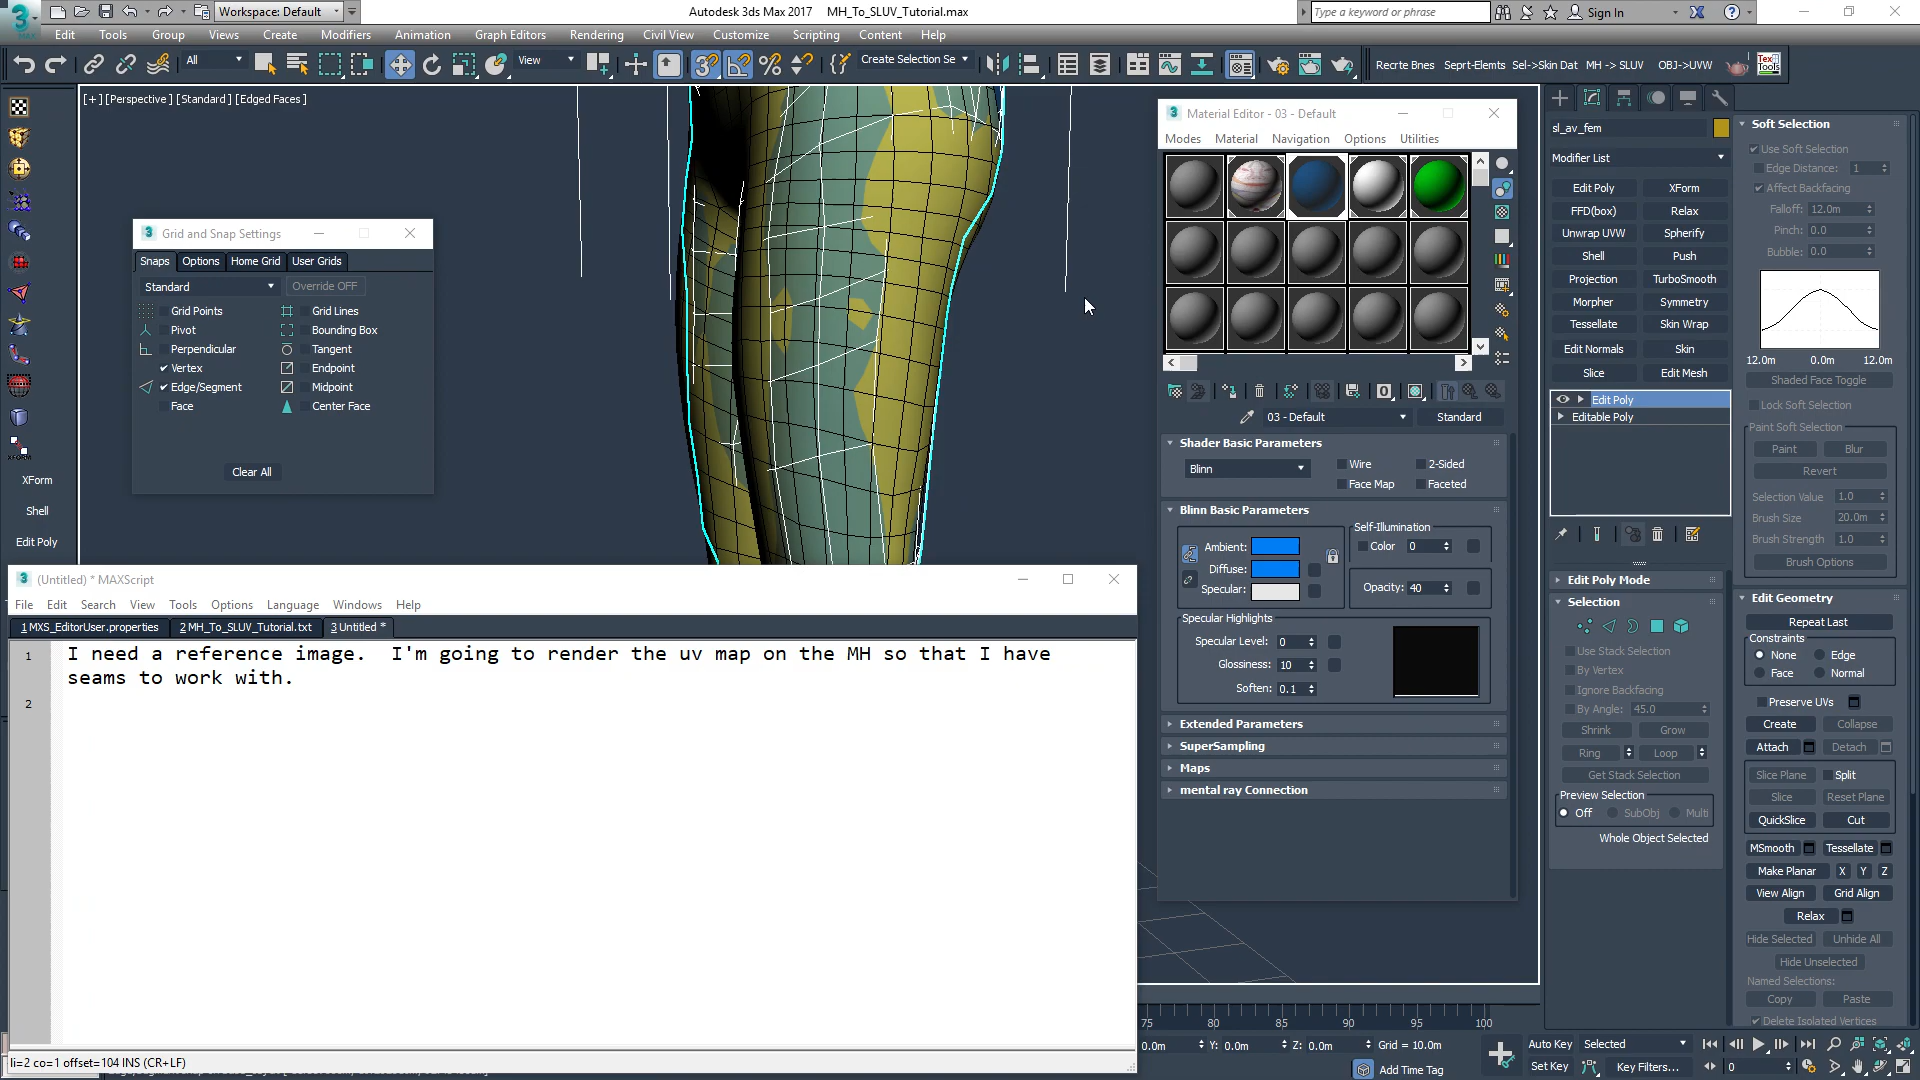 Workspace: Default
Autodesk 3ds Max 2017 MH_To_SLUV_Tutorial.max
Type a keyword or phrase
Sign In
Edit Tools Group Views Create Modifiers Animation Graph Editors Rendering Civil View Customize Scripting Content Help
All
View
Create Selection Se
Recrte Bnes Seprt-Elemts Sel->Skin Dat MH -> SLUV OBJ->UVW
[+] [Perspective] [Standard] [Edged Faces]
XForm
Shell
Edit Poly
Grid and Snap Settings
Snaps Options Home Grid User Grids
Standard Override OFF
Grid Points Grid Lines
Pivot Bounding Box
Perpendicular Tangent
Vertex Endpoint
Edge/Segment Midpoint
Face Center Face
Clear All
(Untitled) * MAXScript
File Edit Search View Tools Options Language Windows Help
1 MXS_EditorUser.properties 2 MH_To_SLUV_Tutorial.txt 3 Untitled *
1 I need a reference image.  I'm going to render the uv map on the MH so that I have
seams to work with.
2
li=2 co=1 offset=104 INS (CR+LF)
Material Editor - 03 - Default
Modes Material Navigation Options Utilities
03 - Default Standard
Shader Basic Parameters
Blinn Wire 2-Sided
Face Map Faceted
Blinn Basic Parameters
Self-Illumination
Ambient: Color 0
Diffuse:
Specular: Opacity: 40
Specular Highlights
Specular Level: 0
Glossiness: 10
Soften: 0.1
Extended Parameters
SuperSampling
Maps
mental ray Connection
sl_av_fem
Modifier List
Edit Poly XForm
FFD(box) Relax
Unwrap UVW Spherify
Shell Push
Projection TurboSmooth
Morpher Symmetry
Tessellate Skin Wrap
Edit Normals Skin
Slice Edit Mesh
Edit Poly
Editable Poly
Edit Poly Mode
Selection
Use Stack Selection
By Vertex
Ignore Backfacing
By Angle: 45.0
Shrink Grow
Ring Loop
Get Stack Selection
Preview Selection
Off SubObj Multi
Whole Object Selected
Soft Selection
Use Soft Selection
Edge Distance: 1
Affect Backfacing
Falloff: 12.0m
Pinch: 0.0
Bubble: 0.0
12.0m 0.0m 12.0m
Shaded Face Toggle
Lock Soft Selection
Paint Soft Selection
Paint Blur
Revert
Selection Value 1.0
Brush Size 20.0m
Brush Strength 1.0
Brush Options
Edit Geometry
Repeat Last
Constraints
None Edge
Face Normal
Preserve UVs
Create Collapse
Attach Detach
Slice Plane Split
Slice Reset Plane
QuickSlice Cut
MSmooth Tessellate
Make Planar X Y Z
View Align Grid Align
Relax
Hide Selected Unhide All
Hide Unselected
Named Selections:
Copy Paste
Delete Isolated Vertices
75 80 85 90 95 100
0.0m Y: 0.0m Z: 0.0m Grid = 10.0m
Add Time Tag
Auto Key Selected
Set Key Key Filters...
0